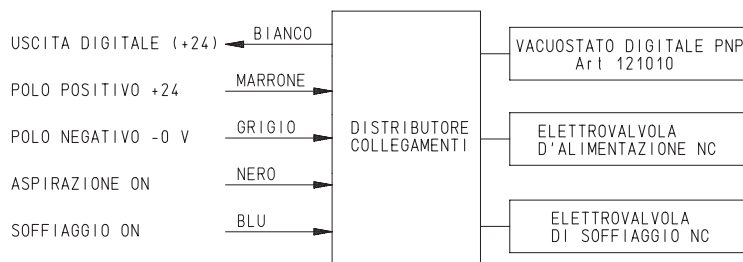 USCITA DIGITALE (+24)
BIANCO
POLO POSITIVO +24
MARRONE
POLO NEGATIVO -0 V
GRIGIO
ASPIRAZIONE ON
NERO
SOFFIAGGIO ON
BLU
DISTRIBUTORE
COLLEGAMENTI
VACUOSTATO DIGITALE PNP
Art 121010
ELETTROVALVOLA
D'ALIMENTAZIONE NC
ELETTROVALVOLA
DI SOFFIAGGIO NC